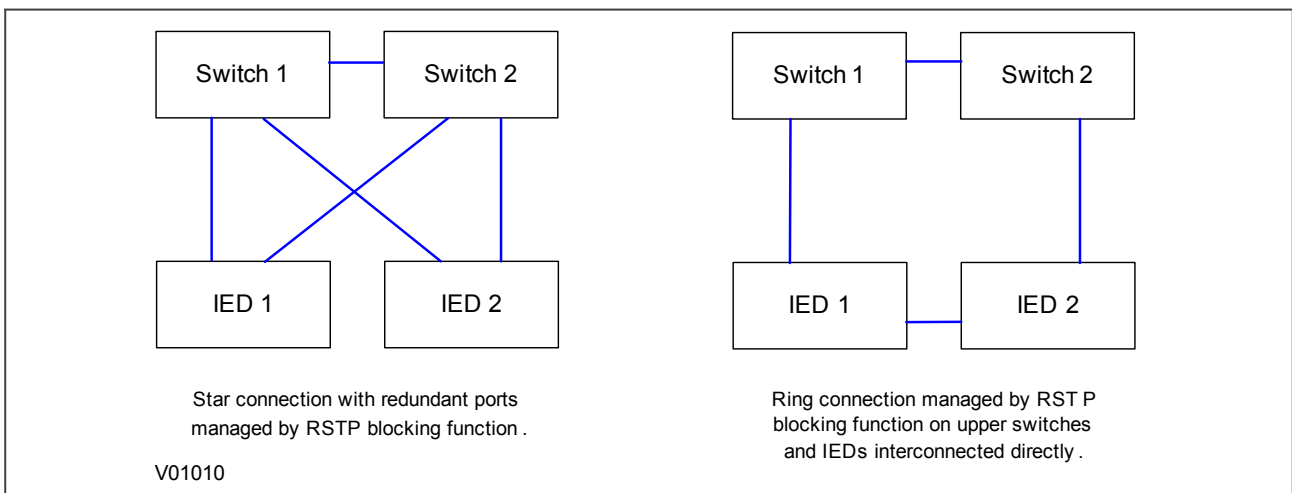 Switch 1
Switch 2
IED 1
IED 2
Star connection with redundant ports
managed by RSTP blocking function .
Switch 1
Switch 2
IED 1
IED 2
Ring connection managed by RST P
blocking function on upper switches
and IEDs interconnected directly .
V01010